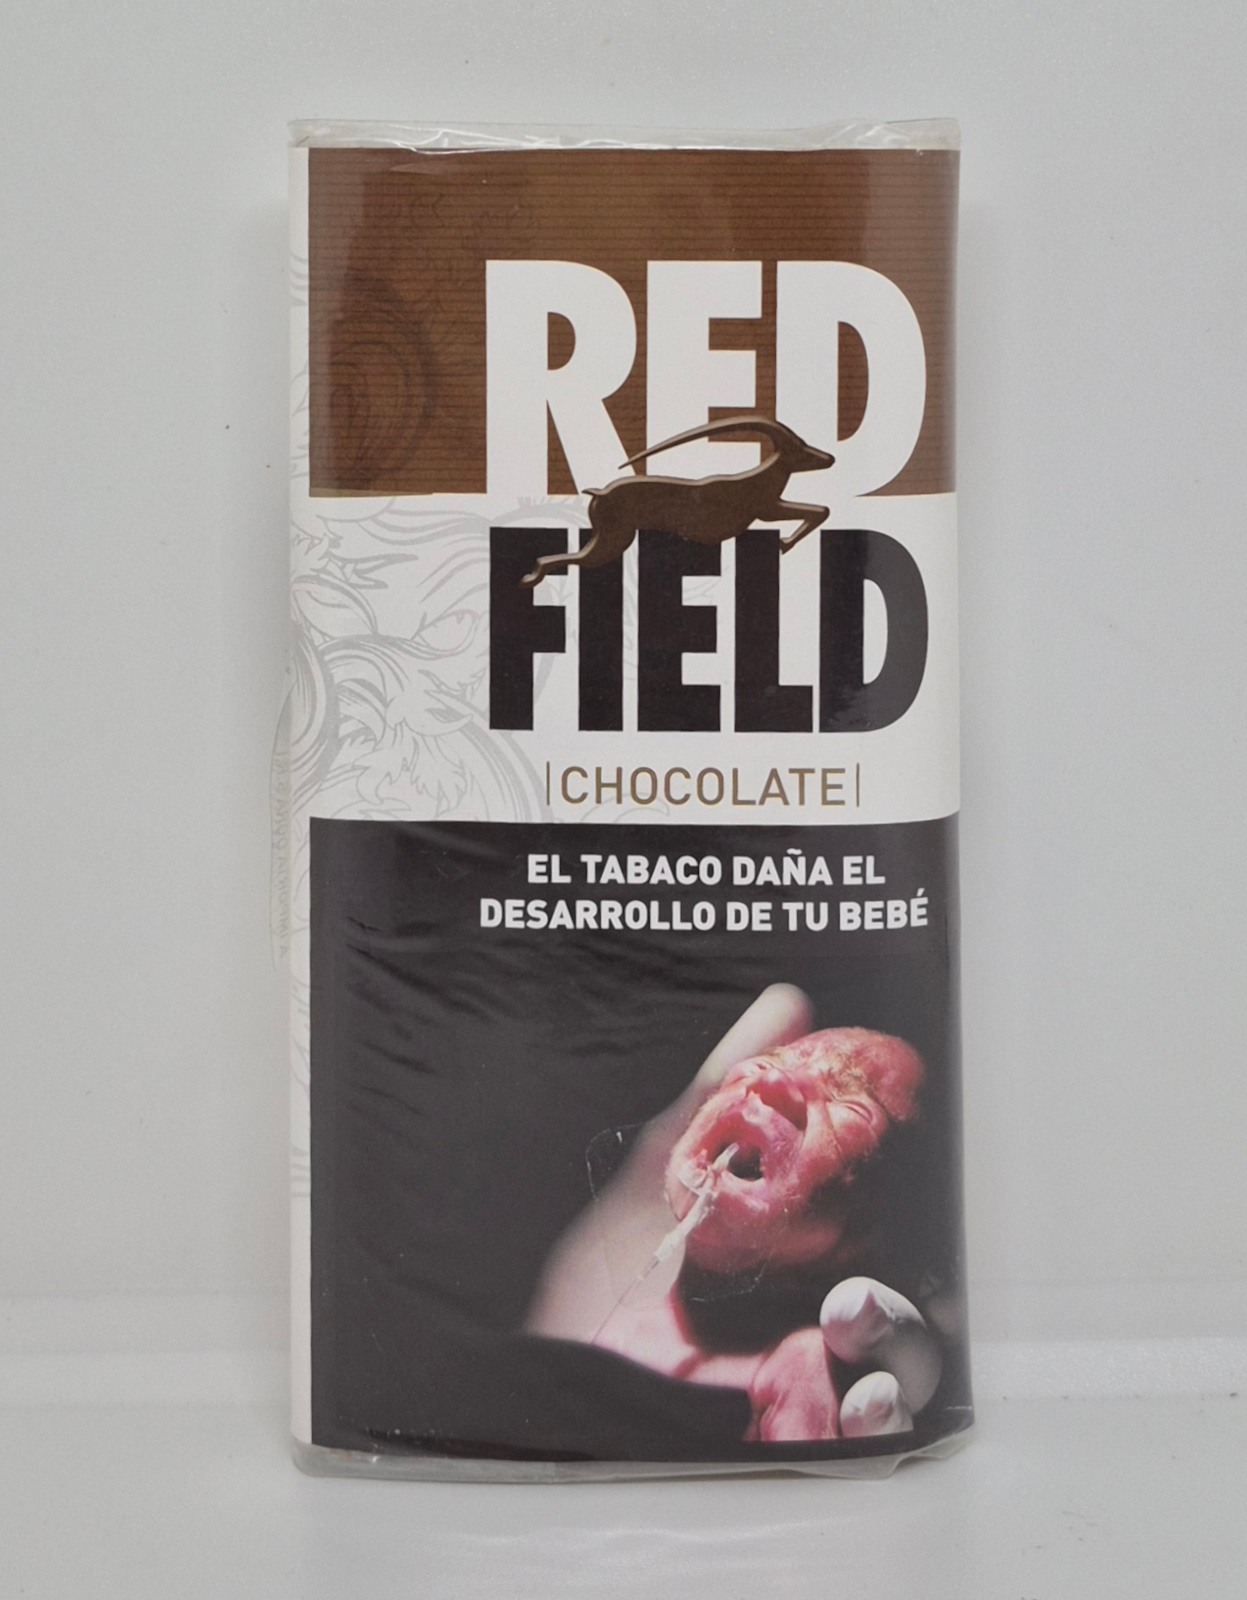 RED
FIELD
|CHOCOLATE|
EL TABACO DAÑA EL
DESARROLLO DE TU BEBÉ